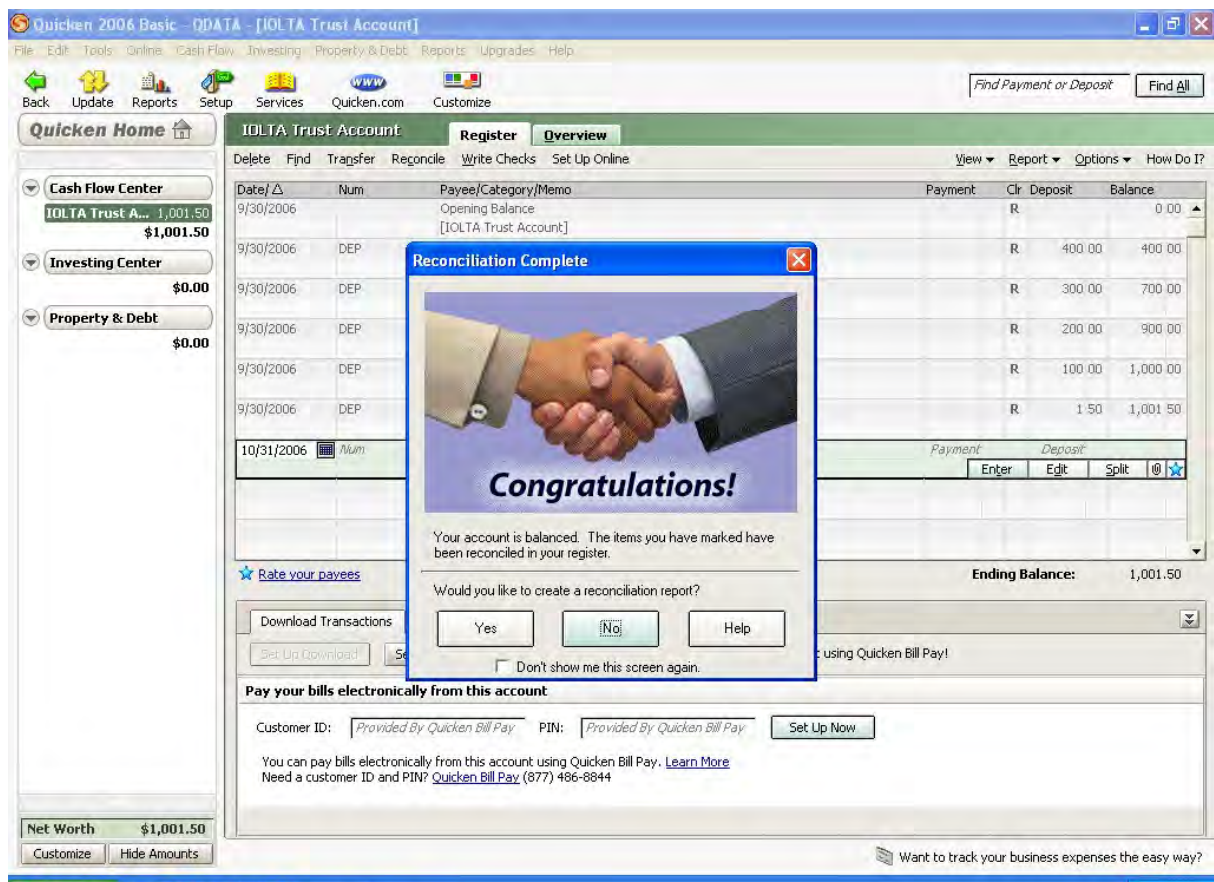 Quicken 2006 Basic - QDATA - [IOLTA Trust Account]
File Edit Tools Online Cash Flow Investing Property & Debt Reports Upgrades Help
Back Update Reports Setup Services Quicken.com Customize Find Payment or Deposit Find All
Quicken Home IOLTA Trust Account Register Overview
Delete Find Transfer Reconcile Write Checks Set Up Online View Report Options How Do I?
Cash Flow Center
IOLTA Trust A... 1,001.50
$1,001.50
Investing Center
$0.00
Property & Debt
$0.00
Date/ Num Payee/Category/Memo Payment Clr Deposit Balance
9/30/2006 Opening Balance R 0 00
[IOLTA Trust Account]
9/30/2006 DEP R 400 00 400 00
9/30/2006 DEP R 300 00 700 00
9/30/2006 DEP R 200 00 900 00
9/30/2006 DEP R 100 00 1,000 00
9/30/2006 DEP R 1 50 1,001 50
10/31/2006 Num Payment Deposit
Enter Edit Split
Rate your payees Ending Balance: 1,001.50
Reconciliation Complete
www
Congratulations!
Your account is balanced. The items you have marked have
been reconciled in your register.
Would you like to create a reconciliation report?
Yes No Help
Don't show me this screen again.
Download Transactions
Set Up Download Se using Quicken Bill Pay!
Pay your bills electronically from this account
Customer ID: Provided By Quicken Bill Pay PIN: Provided By Quicken Bill Pay Set Up Now
You can pay bills electronically from this account using Quicken Bill Pay. Learn More
Need a customer ID and PIN? Quicken Bill Pay (877) 486-8844
Net Worth $1,001.50
Customize Hide Amounts Want to track your business expenses the easy way?